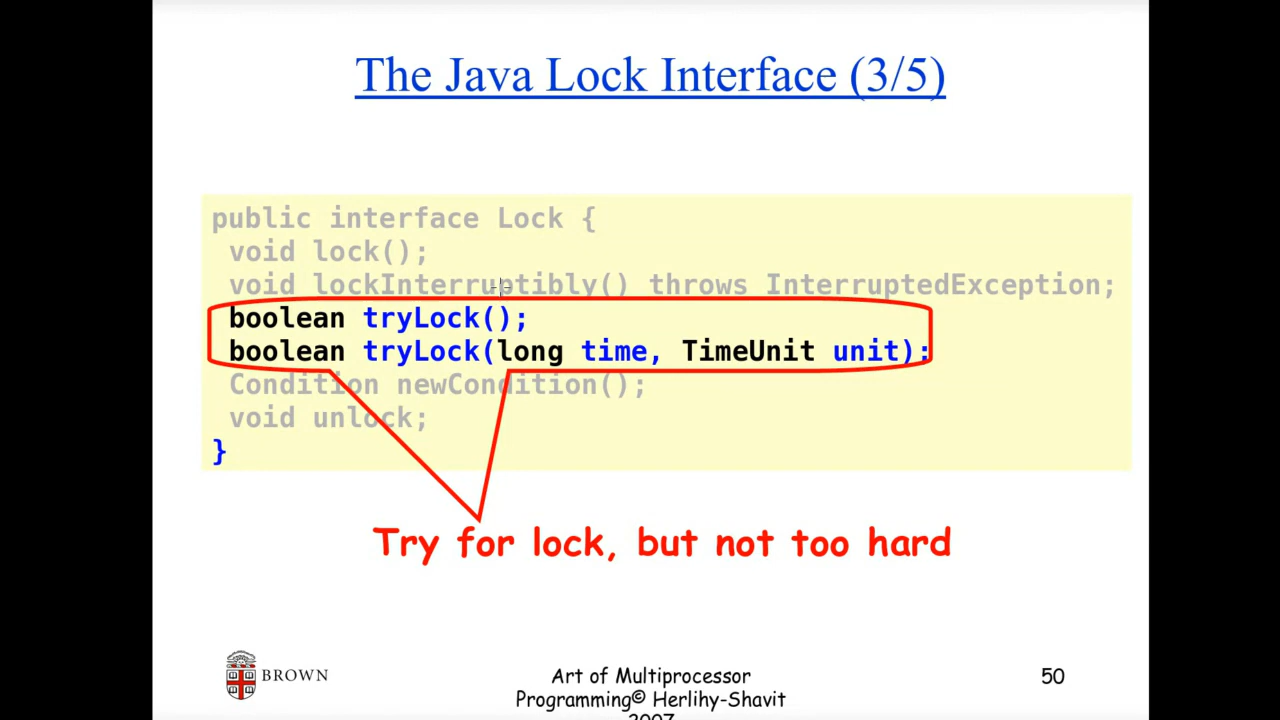 The Java Lock Interface (3/5)
public interface Lock {
void lock();
void lockInterruptibly() throws InterruptedException;
boolean tryLock();
boolean tryLock(long time, TimeUnit unit);
Condition newCondition();
void unlock;
}
Try for lock, but not too hard
BROWN
Art of Multiprocessor
Programming© Herlihy-Shavit
2007
50